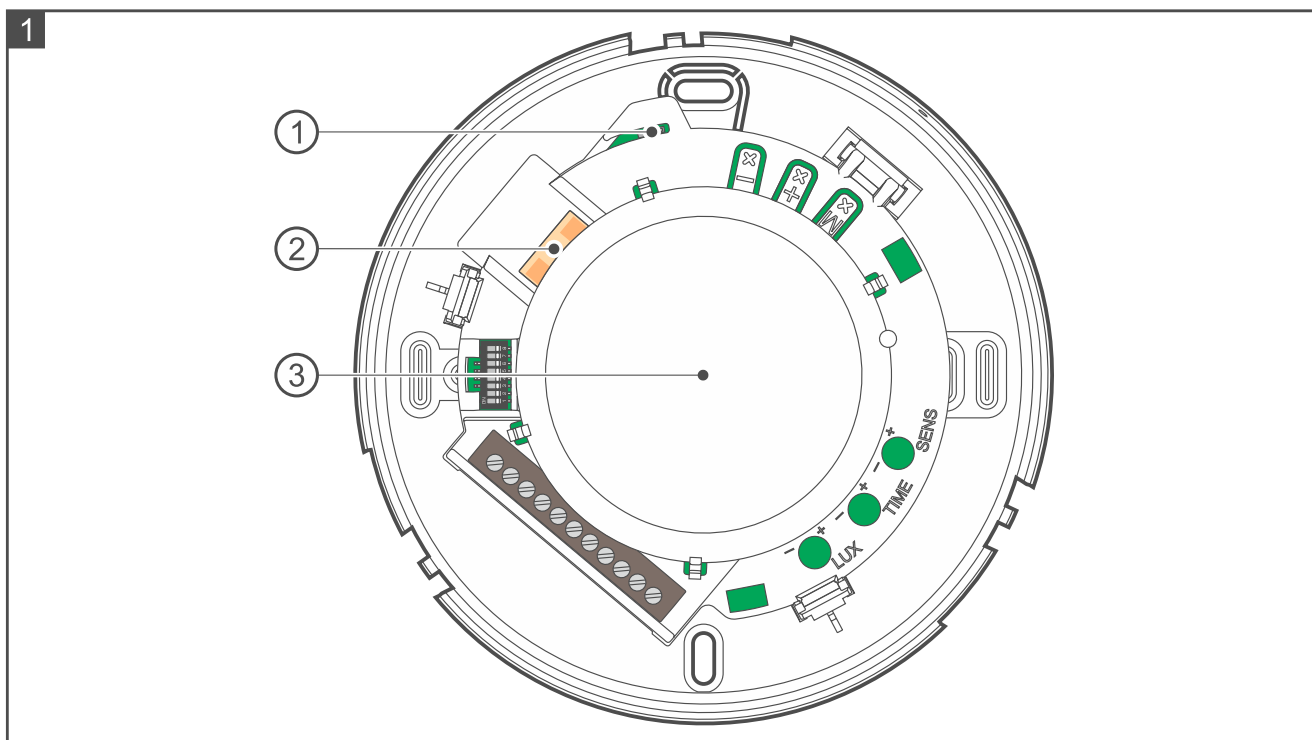 1
1
− ×
+ ×
M ×
2
3
+
− SENS
+
− TIME
+
− LUX